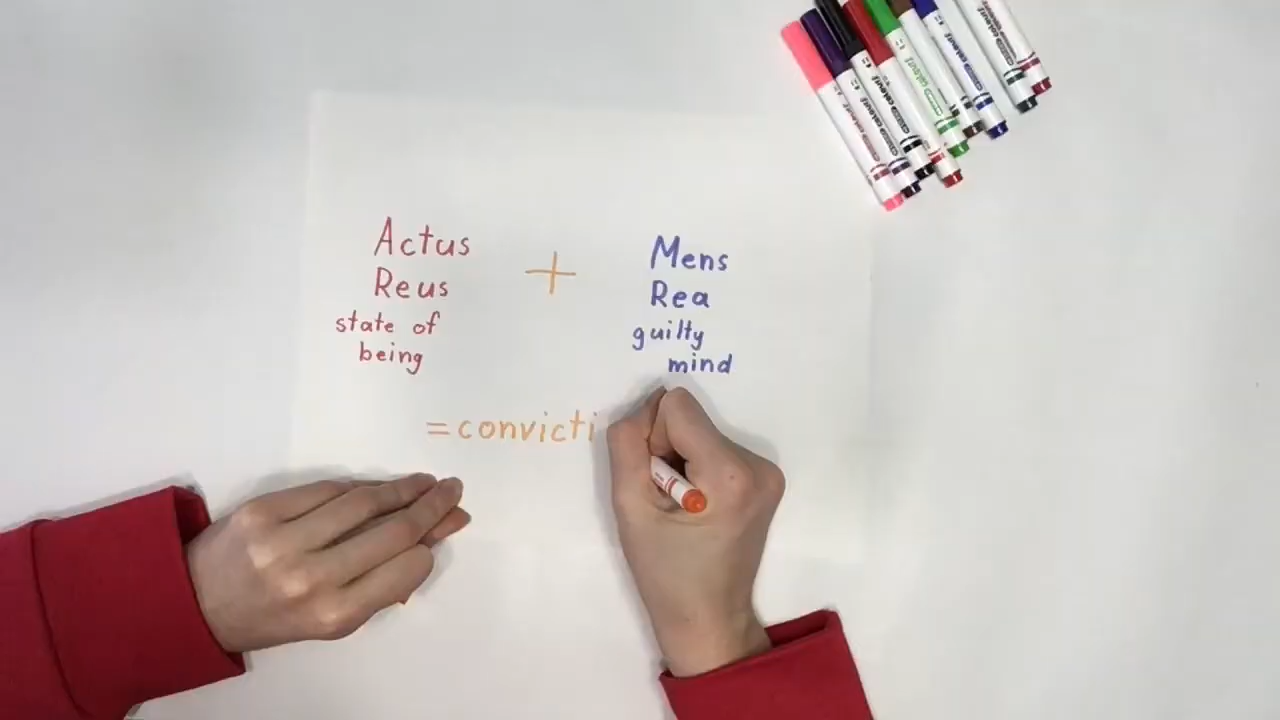 Actus
Reus
state of
being
+
Mens
Rea
guilty
mind
=convicti